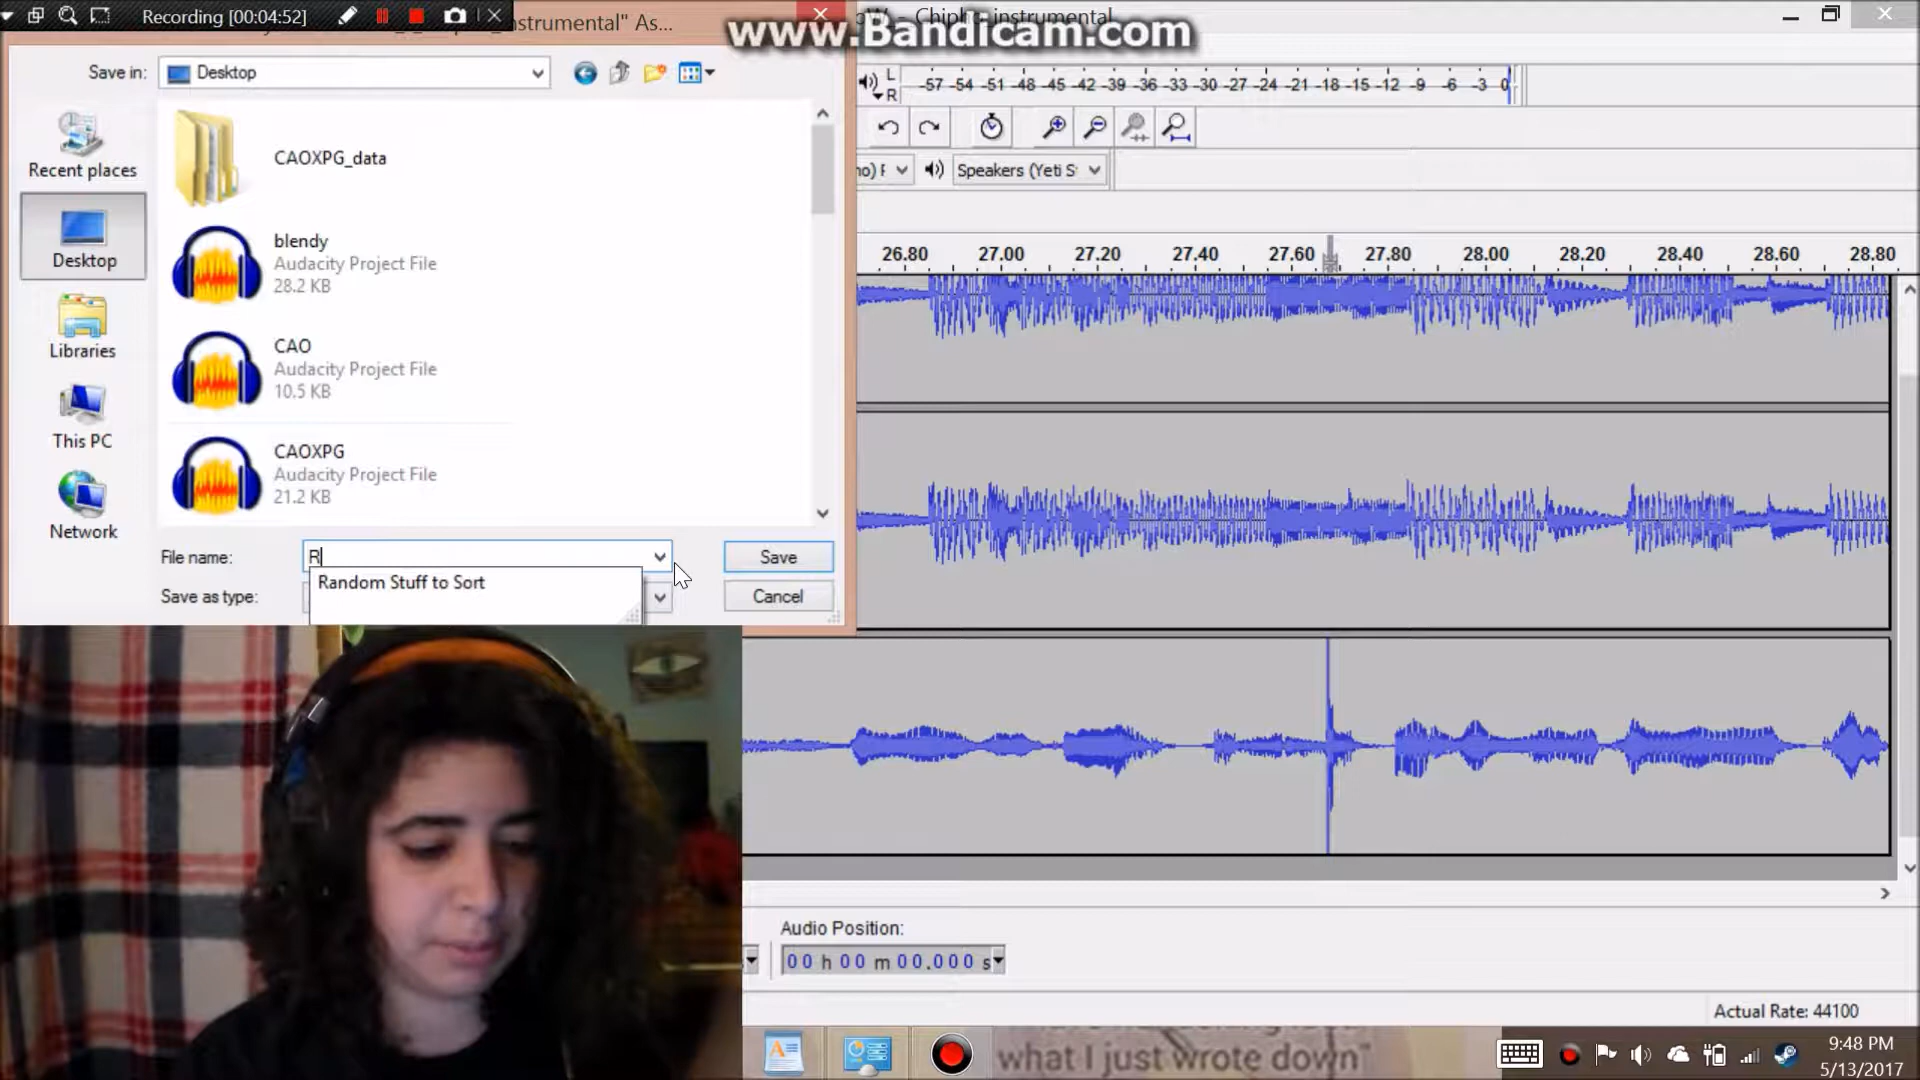 Recording [00:04:52]
instrumental" As...
www.Bandicam.com
Chipho instrumental
Save in:
Desktop
L
R
-57 -54 -51 -48 -45 -42 -39 -36 -33 -30 -27 -24 -21 -18 -15 -12 -9 -6 -3 0
Recent places
CAOXPG_data
Speakers (Yeti S
Desktop
blendy
Audacity Project File
28.2 KB
26.80 27.00 27.20 27.40 27.60 27.80 28.00 28.20 28.40 28.60 28.80
Libraries
CAO
Audacity Project File
10.5 KB
This PC
CAOXPG
Audacity Project File
21.2 KB
Network
File name:
R
Save
Random Stuff to Sort
Save as type:
Cancel
Audio Position:
00 h 00 m 00.000 s
Actual Rate: 44100
what I just wrote down"
9:48 PM
5/13/2017